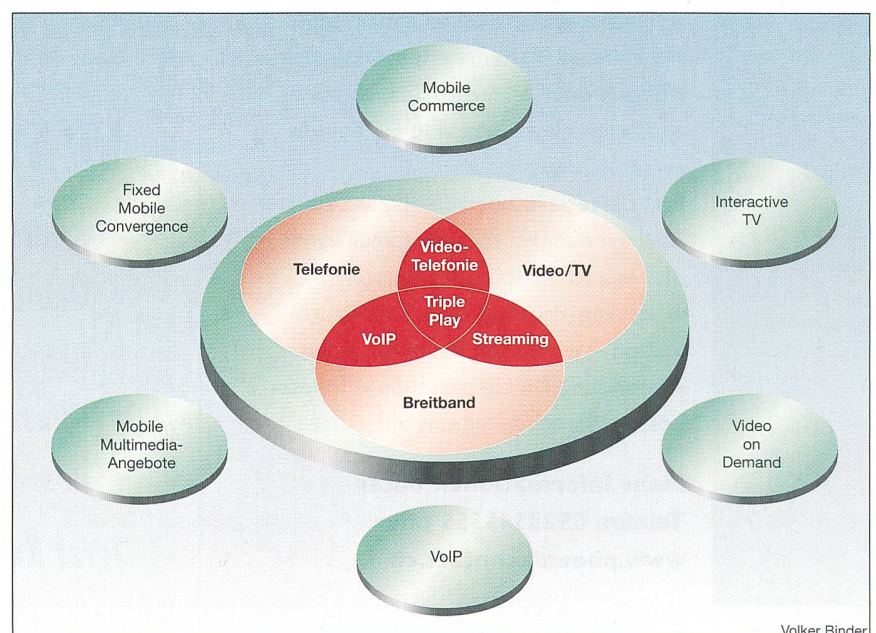 Mobile
Commerce
Fixed
Mobile
Convergence
Interactive
TV
Video-
Telefonie
Telefonie
Video/TV
Triple
Play
VoIP
Streaming
Breitband
Mobile
Multimedia-
Angebote
Video
on
Demand
VoIP
Volker Binder